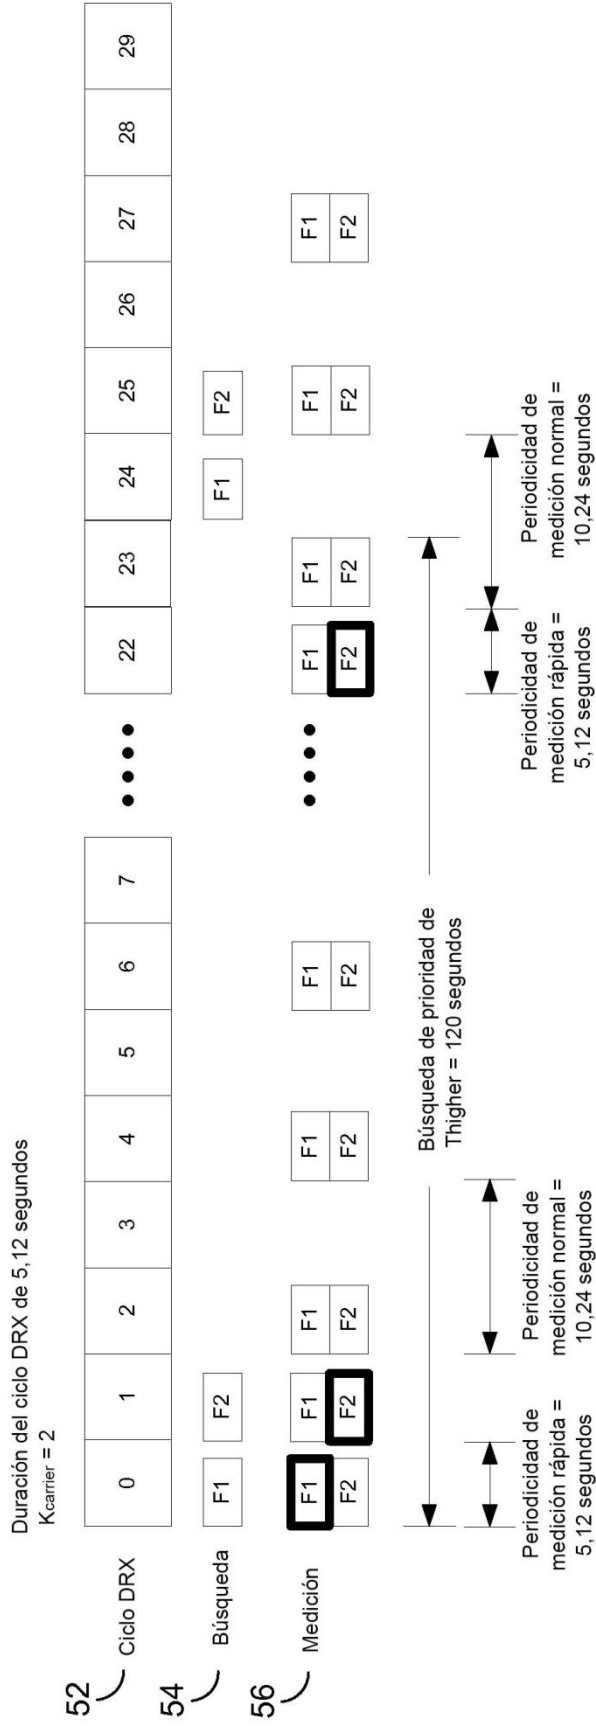 Duración del ciclo DRX de 5,12 segundos
Kcarrier = 2
52 Ciclo DRX 0 1 2 3 4 5 6 7 22 23 24 25 26 27 28 29
54 Búsqueda F1 F2 F1 F2
56 Medición F1 F1 F1 F1 F1 F1 F1 F1 F1
F2 F2 F2 F2 F2 F2 F2 F2 F2
Búsqueda de prioridad de
Thigher = 120 segundos
Periodicidad de
medición rápida =
5,12 segundos
Periodicidad de
medición normal =
10,24 segundos
Periodicidad de
medición rápida =
5,12 segundos
Periodicidad de
medición normal =
10,24 segundos